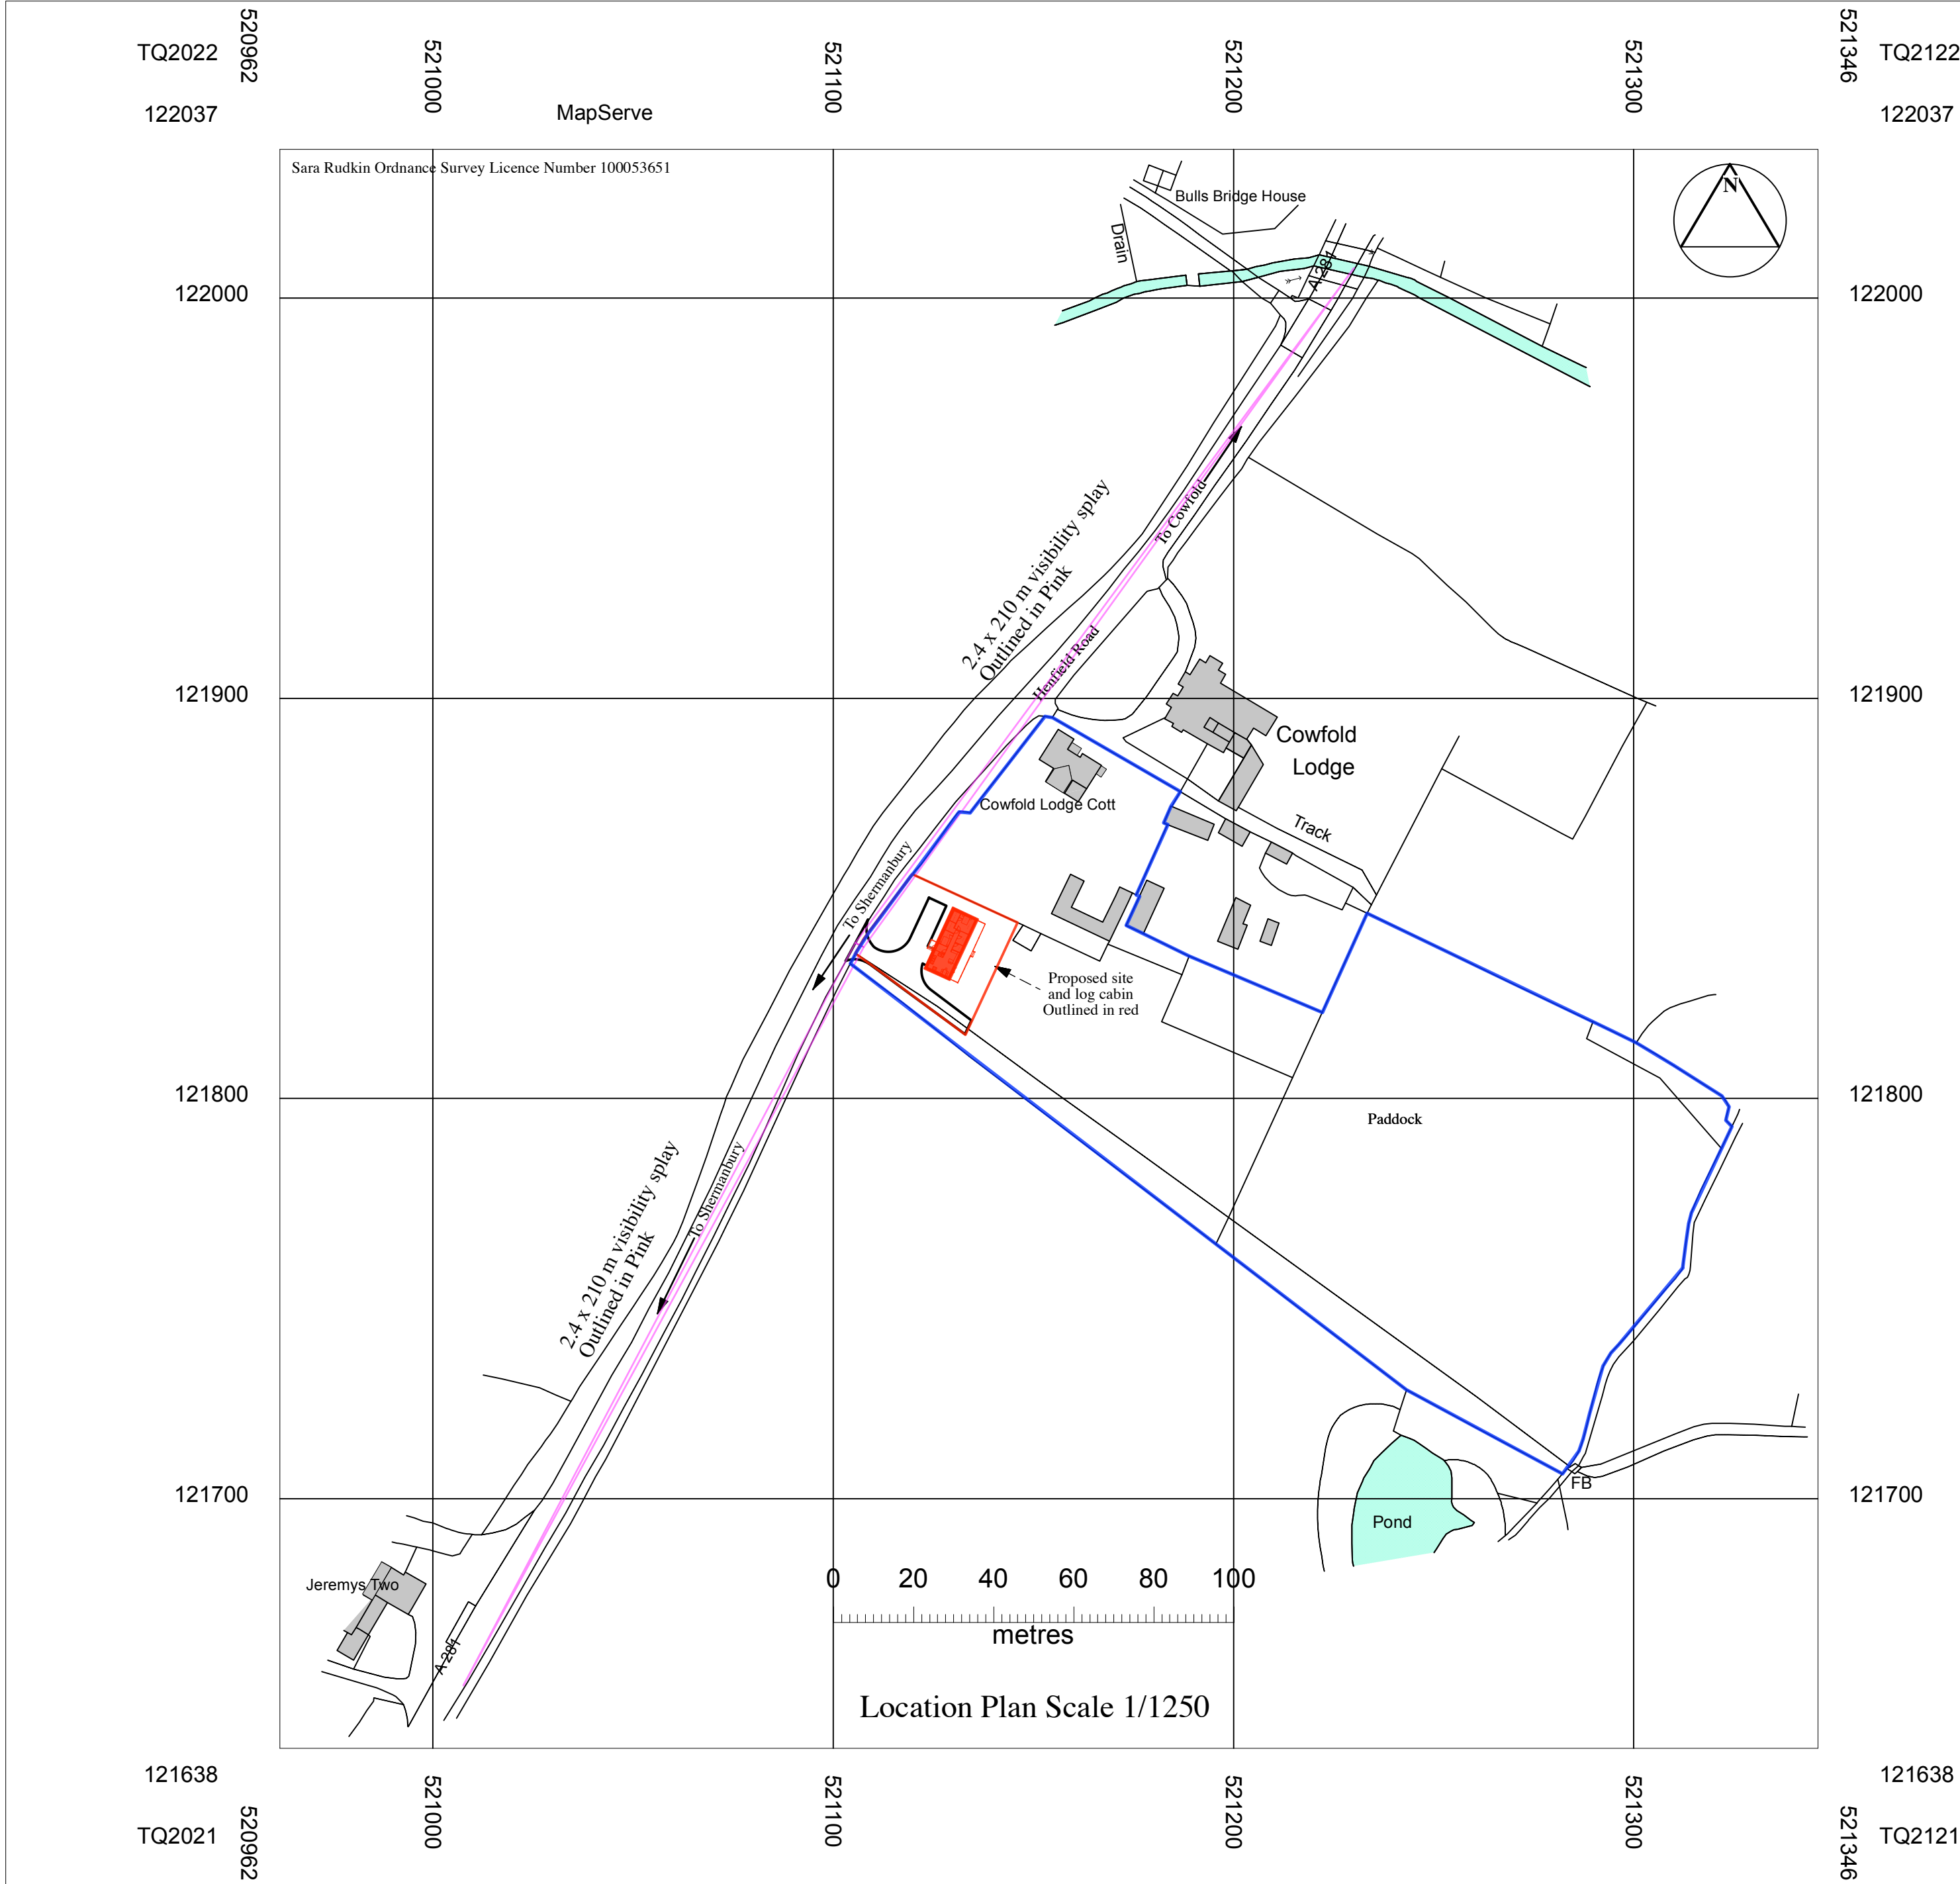 TQ2022
520962
521000
521100
521200
521300
521346
TQ2122
122037
MapServe
122037
Sara Rudkin Ordnance Survey Licence Number 100053651
N
Bulls Bridge House
Drain
A 281
122000
122000
To Cowfold
2.4 x 210 m visibility splay
Outlined in Pink
Henfield Road
121900
121900
Cowfold
Lodge
Cowfold Lodge Cott
Track
To Shermanbury
Proposed site
and log cabin
Outlined in red
121800
121800
Paddock
To Shermanbury
2.4 x 210 m visibility splay
Outlined in Pink
121700
121700
FB
Pond
Jeremys Two
A 281
0 20 40 60 80 100
metres
Location Plan Scale 1/1250
121638
121638
TQ2021
520962
521000
521100
521200
521300
521346
TQ2121